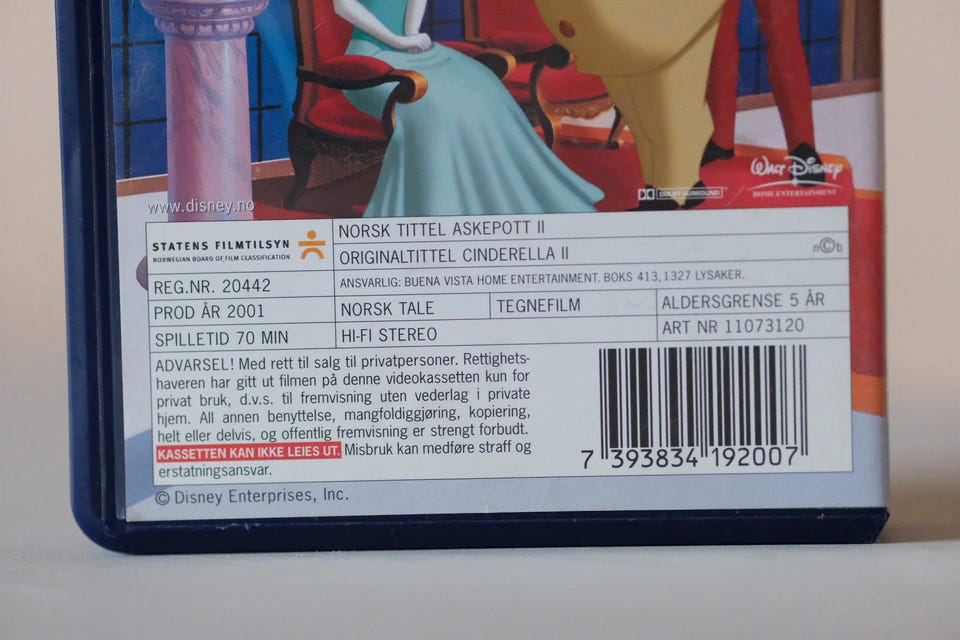 WALT DISNEY
HOME ENTERTAINMENT
DOLBY SURROUND
www.disney.no
STATENS FILMTILSYN
NORWEGIAN BOARD OF FILM CLASSIFICATION
NORSK TITTEL ASKEPOTT II
ORIGINALTITTEL CINDERELLA II
n©b
REG.NR. 20442
ANSVARLIG: BUENA VISTA HOME ENTERTAINMENT. BOKS 413,1327 LYSAKER.
PROD ÅR 2001
NORSK TALE
TEGNEFILM
ALDERSGRENSE 5 ÅR
SPILLETID 70 MIN
HI-FI STEREO
ART NR 11073120
ADVARSEL! Med rett til salg til privatpersoner. Rettighets-
haveren har gitt ut filmen på denne videokassetten kun for
privat bruk, d.v.s. til fremvisning uten vederlag i private
hjem. All annen benyttelse, mangfoldiggjøring, kopiering,
helt eller delvis, og offentlig fremvisning er strengt forbudt.
KASSETTEN KAN IKKE LEIES UT. Misbruk kan medføre straff og
erstatningsansvar.
7 393834 192007
© Disney Enterprises, Inc.